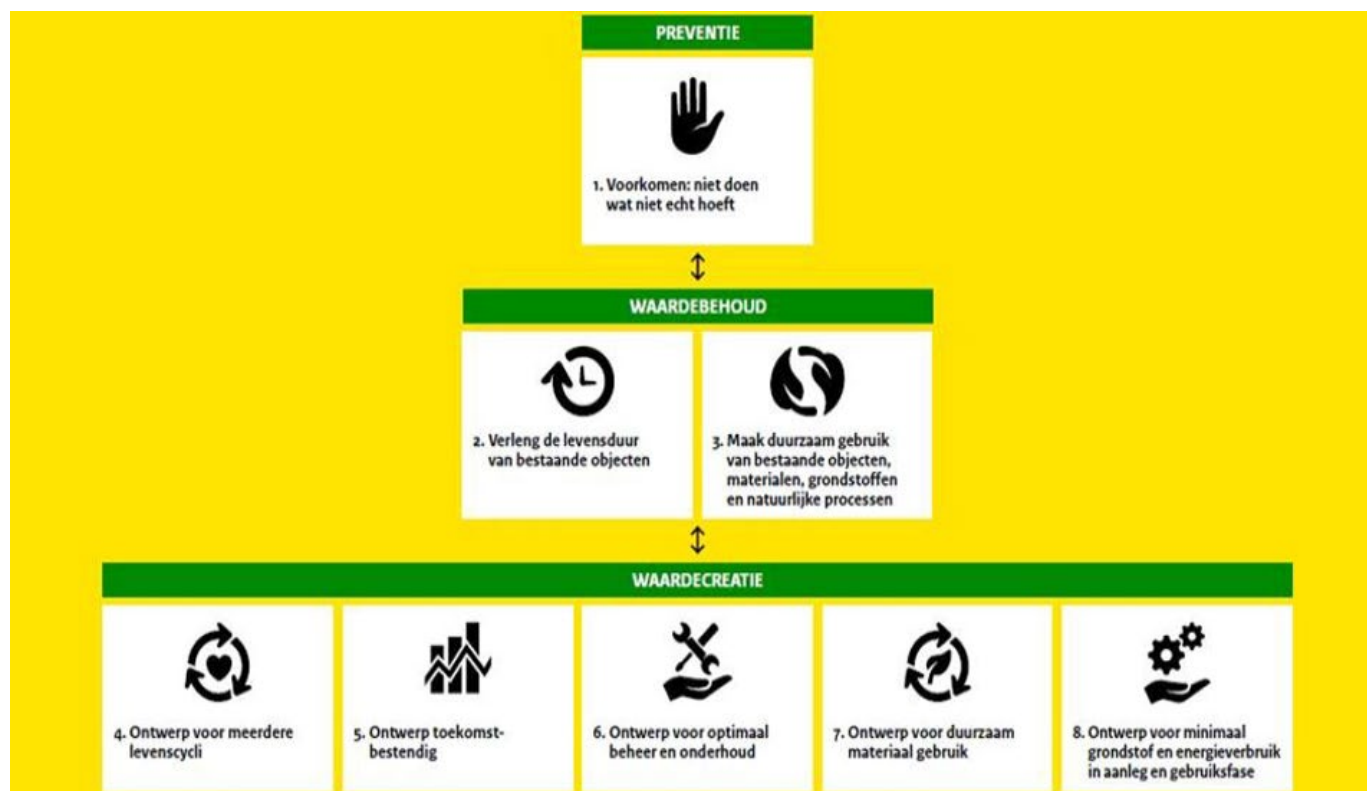 PREVENTIE
1. Voorkomen: niet doen
wat niet echt hoeft
WAARDEBEHOUD
2. Verleng de levensduur
van bestaande objecten
3. Maak duurzaam gebruik
van bestaande objecten,
materialen, grondstoffen
en natuurlijke processen
WAARDECREATIE
4. Ontwerp voor meerdere
levenscycli
5. Ontwerp toekomst-
bestendig
6. Ontwerp voor optimaal
beheer en onderhoud
7. Ontwerp voor duurzaam
materiaal gebruik
8. Ontwerp voor minimaal
grondstof en energieverbruik
in aanleg en gebruiksfase